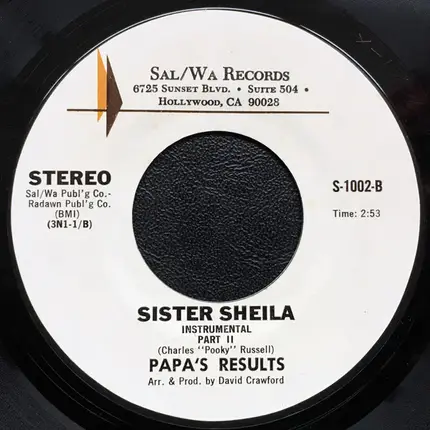 SAL/WA RECORDS
6725 SUNSET BLVD. • SUITE 504 •
HOLLYWOOD, CA 90028
STEREO
Sal/Wa Publ'g Co.-
Radawn Publ'g Co.
(BMI)
(3N1-1/B)
S-1002-B
Time: 2:53
SISTER SHEILA
INSTRUMENTAL
PART II
(Charles "Pooky" Russell)
PAPA'S RESULTS
Arr. & Prod. by David Crawford